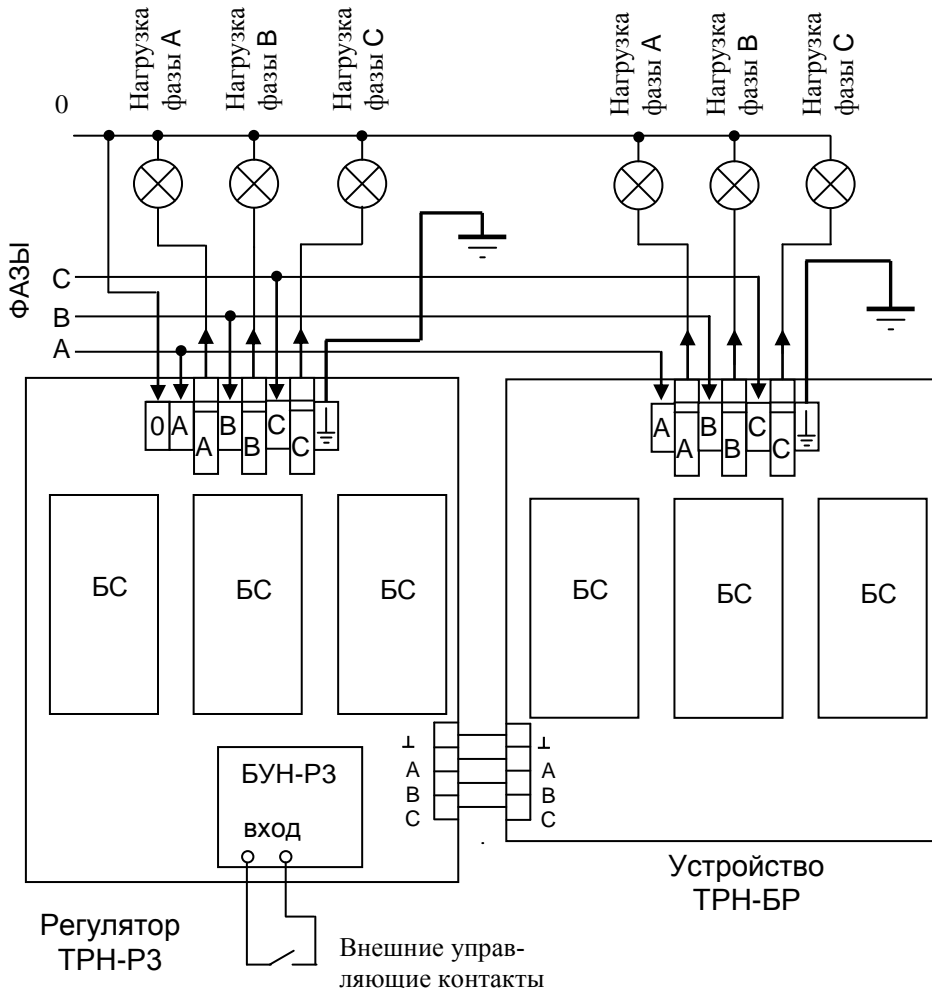 Нагрузка
фазы А
Нагрузка
фазы В
Нагрузка
фазы С
Нагрузка
фазы А
Нагрузка
фазы В
Нагрузка
фазы С
0
ФАЗЫ
С
В
А
0
А
А
В
В
С
С
А
А
В
В
С
С
БС
БС
БС
БС
БС
БС
БУН-Р3
вход
⊥
А
В
С
⊥
А
В
С
Регулятор
ТРН-Р3
Внешние управ-
ляющие контакты
Устройство
ТРН-БР